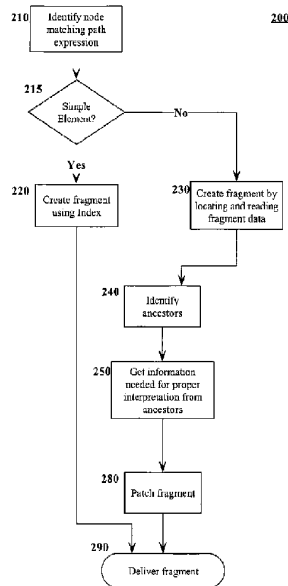 200
210
Identify node
matching path
expression
215
Simple
Element?
No
Yes
220
Create fragment
using Index
230
Create fragment by
locating and reading
fragment data
240
Identify
ancestors
250
Get information
needed for proper
interpretation from
ancestors
280
Patch fragment
290
Deliver fragment